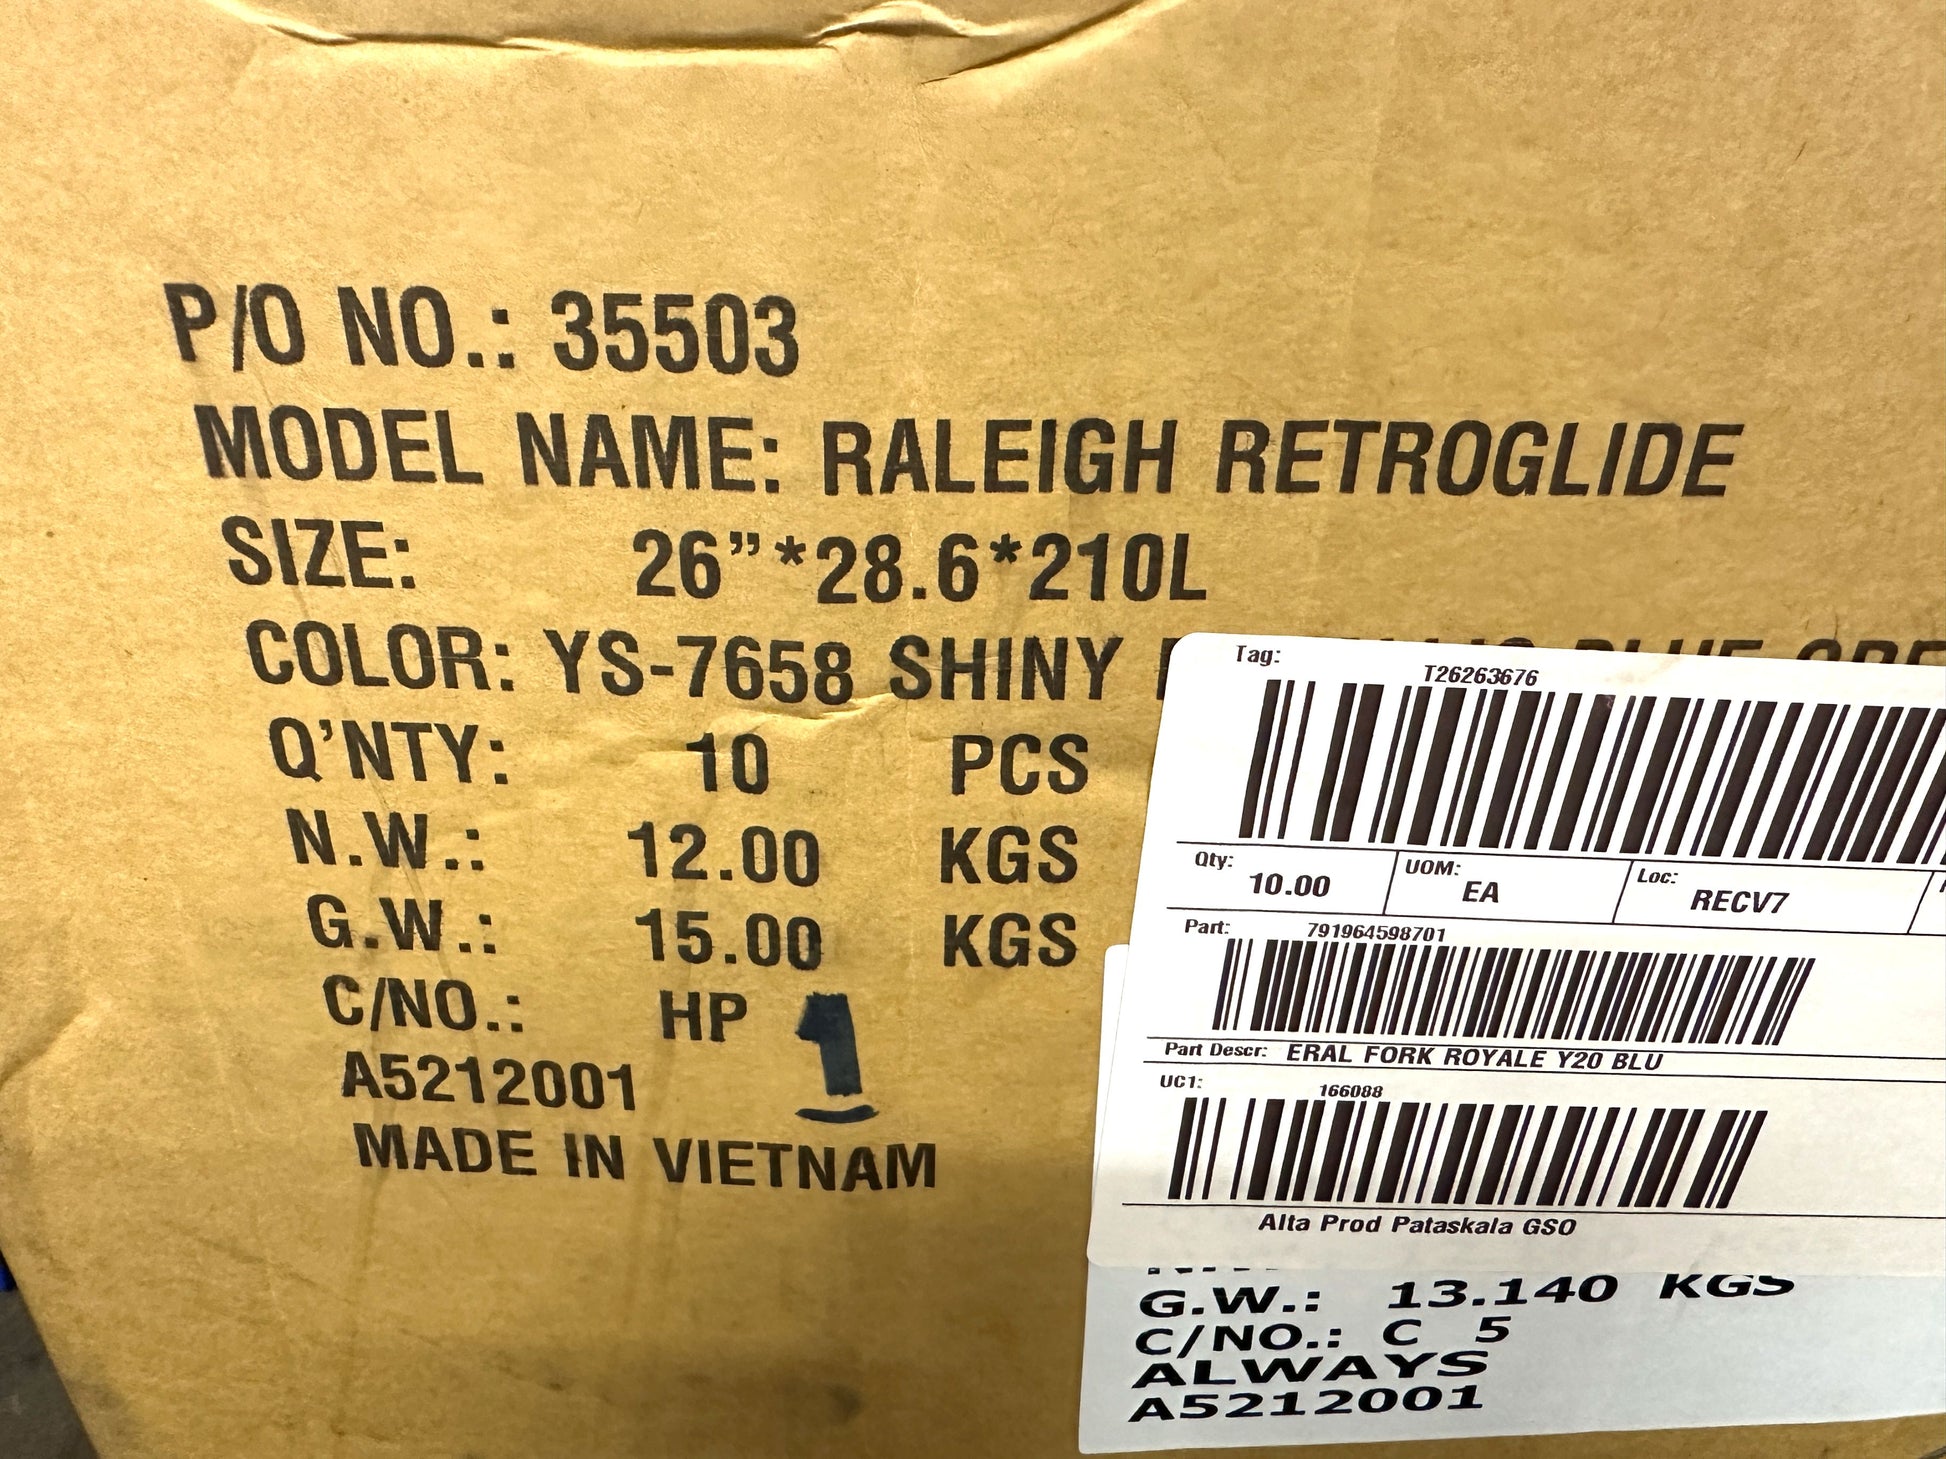 P/O NO.: 35503
MODEL NAME: RALEIGH RETROGLIDE
SIZE: 26”*28.6*210L
COLOR: YS-7658 SHINY BLUE
Q’NTY: 10 PCS
N.W.: 12.00 KGS
G.W.: 15.00 KGS
C/NO.: HP 1
A5212001
MADE IN VIETNAM
Tag: T26263676
Qty: 10.00 UOM: EA Loc: RECV7
Part: 791964598701
Part Descr: ERAL FORK ROYALE Y20 BLU
UC1: 166088
Alta Prod Pataskala GSO
G.W.: 13.140 KGS
C/NO.: C 5
ALWAYS
A5212001